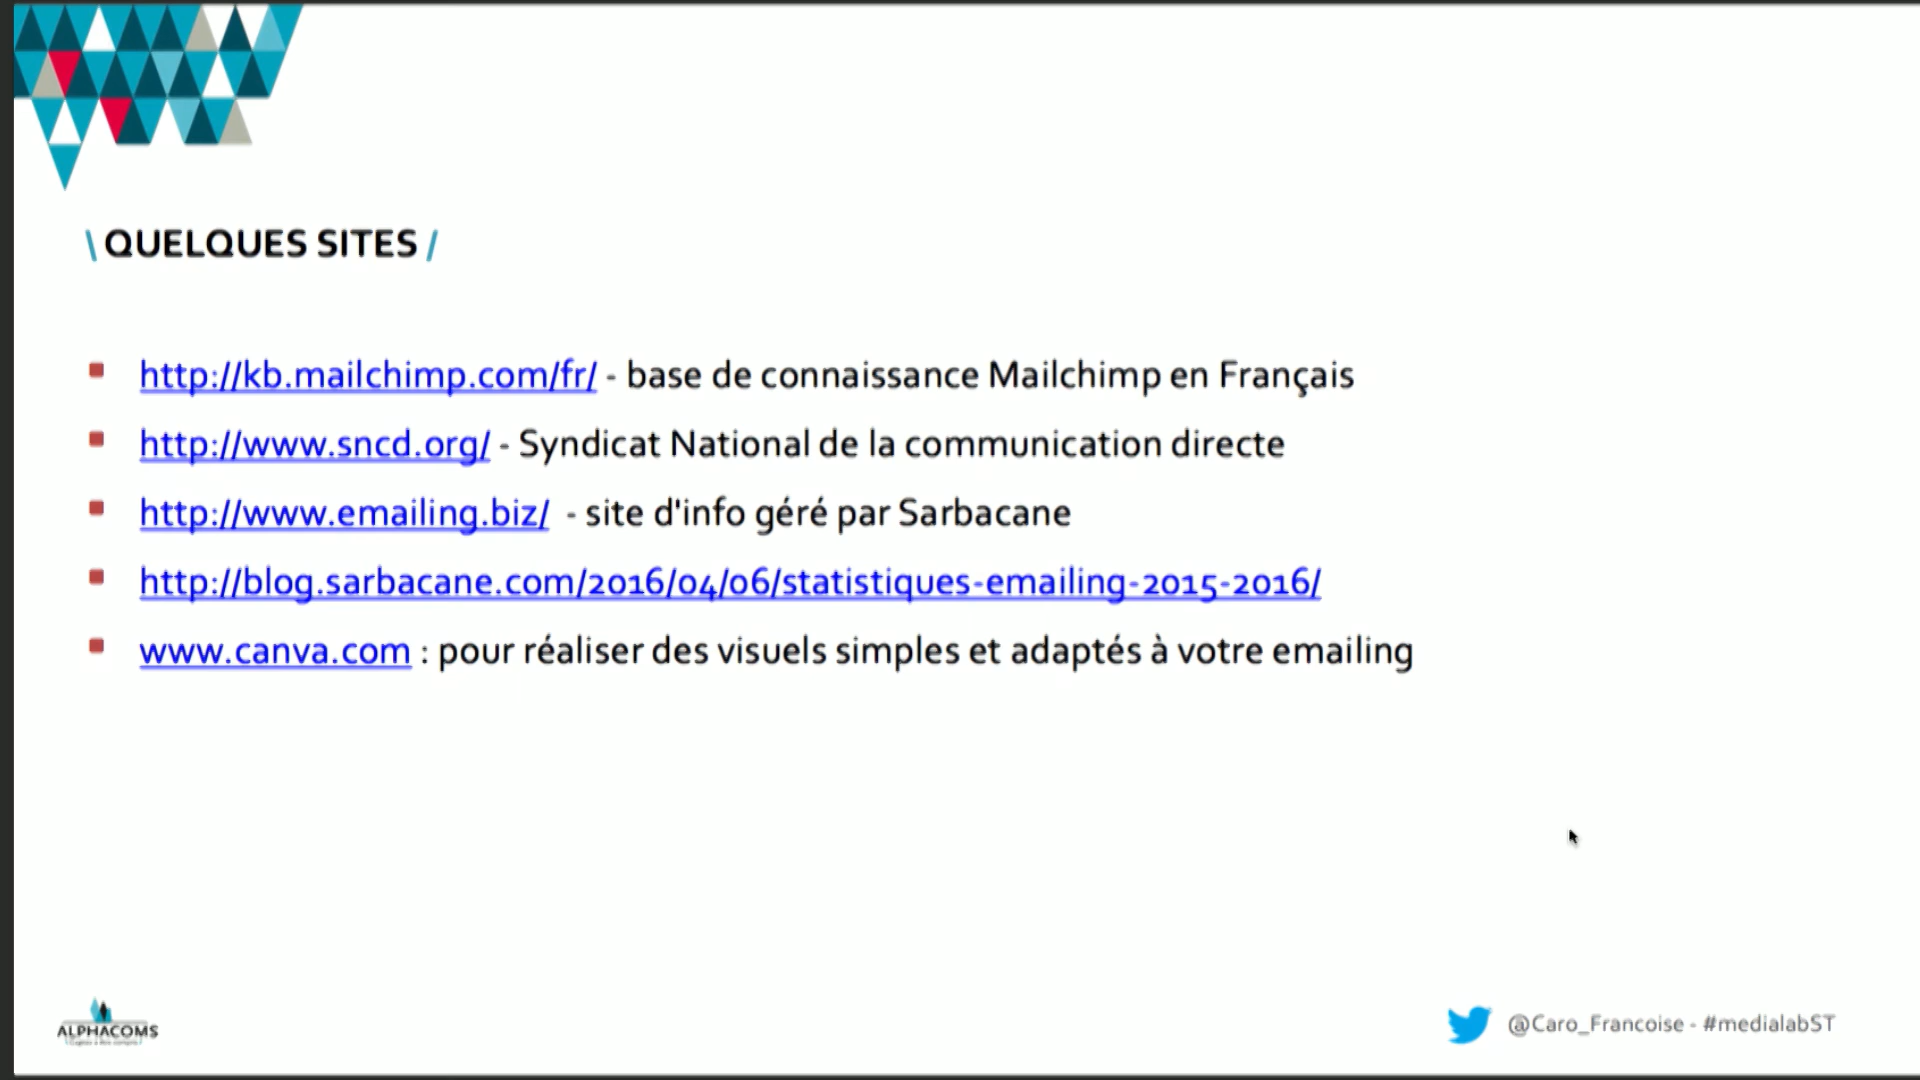 \ QUELQUES SITES /
http://kb.mailchimp.com/fr/ - base de connaissance Mailchimp en Français
http://www.sncd.org/ - Syndicat National de la communication directe
http://www.emailing.biz/ - site d'info géré par Sarbacane
http://blog.sarbacane.com/2016/04/06/statistiques-emailing-2015-2016/
www.canva.com : pour réaliser des visuels simples et adaptés à votre emailing
ALPHACOMS
@Caro_Francoise - #medialabST